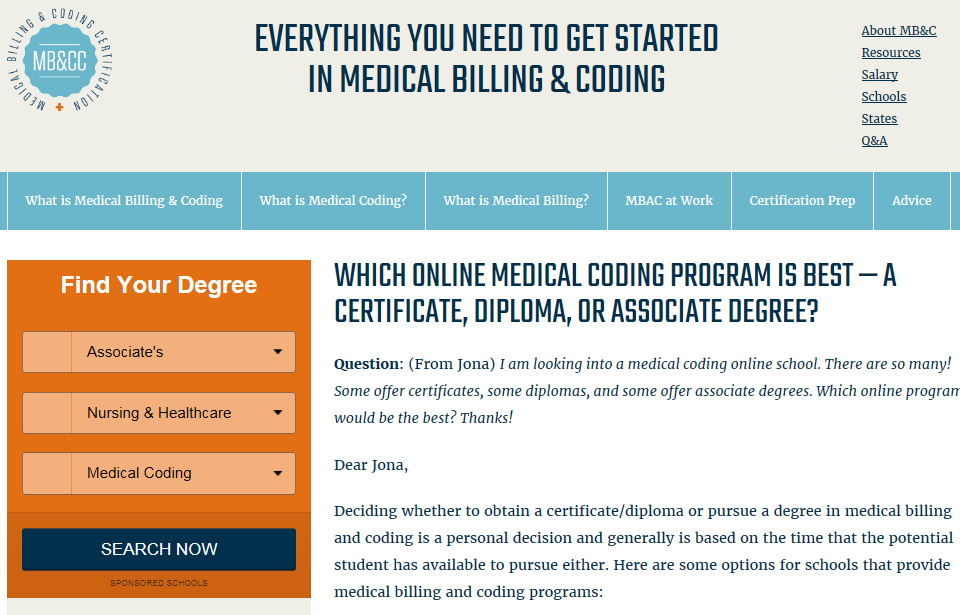 MEDICAL BILLING & CODING CERTIFICATION
MB&CC
EVERYTHING YOU NEED TO GET STARTED
IN MEDICAL BILLING & CODING
About MB&C
Resources
Salary
Schools
States
Q&A
What is Medical Billing & Coding
What is Medical Coding?
What is Medical Billing?
MBAC at Work
Certification Prep
Advice
Find Your Degree
Associate's
Nursing & Healthcare
Medical Coding
SEARCH NOW
SPONSORED SCHOOLS
WHICH ONLINE MEDICAL CODING PROGRAM IS BEST — A
CERTIFICATE, DIPLOMA, OR ASSOCIATE DEGREE?
Question: (From Jona) I am looking into a medical coding online school. There are so many!
Some offer certificates, some diplomas, and some offer associate degrees. Which online program
would be the best? Thanks!
Dear Jona,
Deciding whether to obtain a certificate/diploma or pursue a degree in medical billing
and coding is a personal decision and generally is based on the time that the potential
student has available to pursue either. Here are some options for schools that provide
medical billing and coding programs: